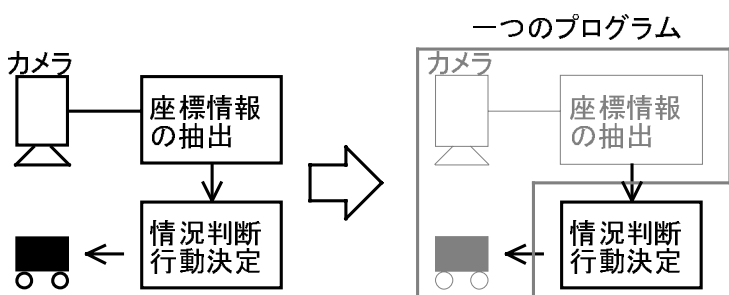 一つのプログラム
カメラ
座標情報
の抽出
情況判断
行動決定
カメラ
座標情報
の抽出
情況判断
行動決定